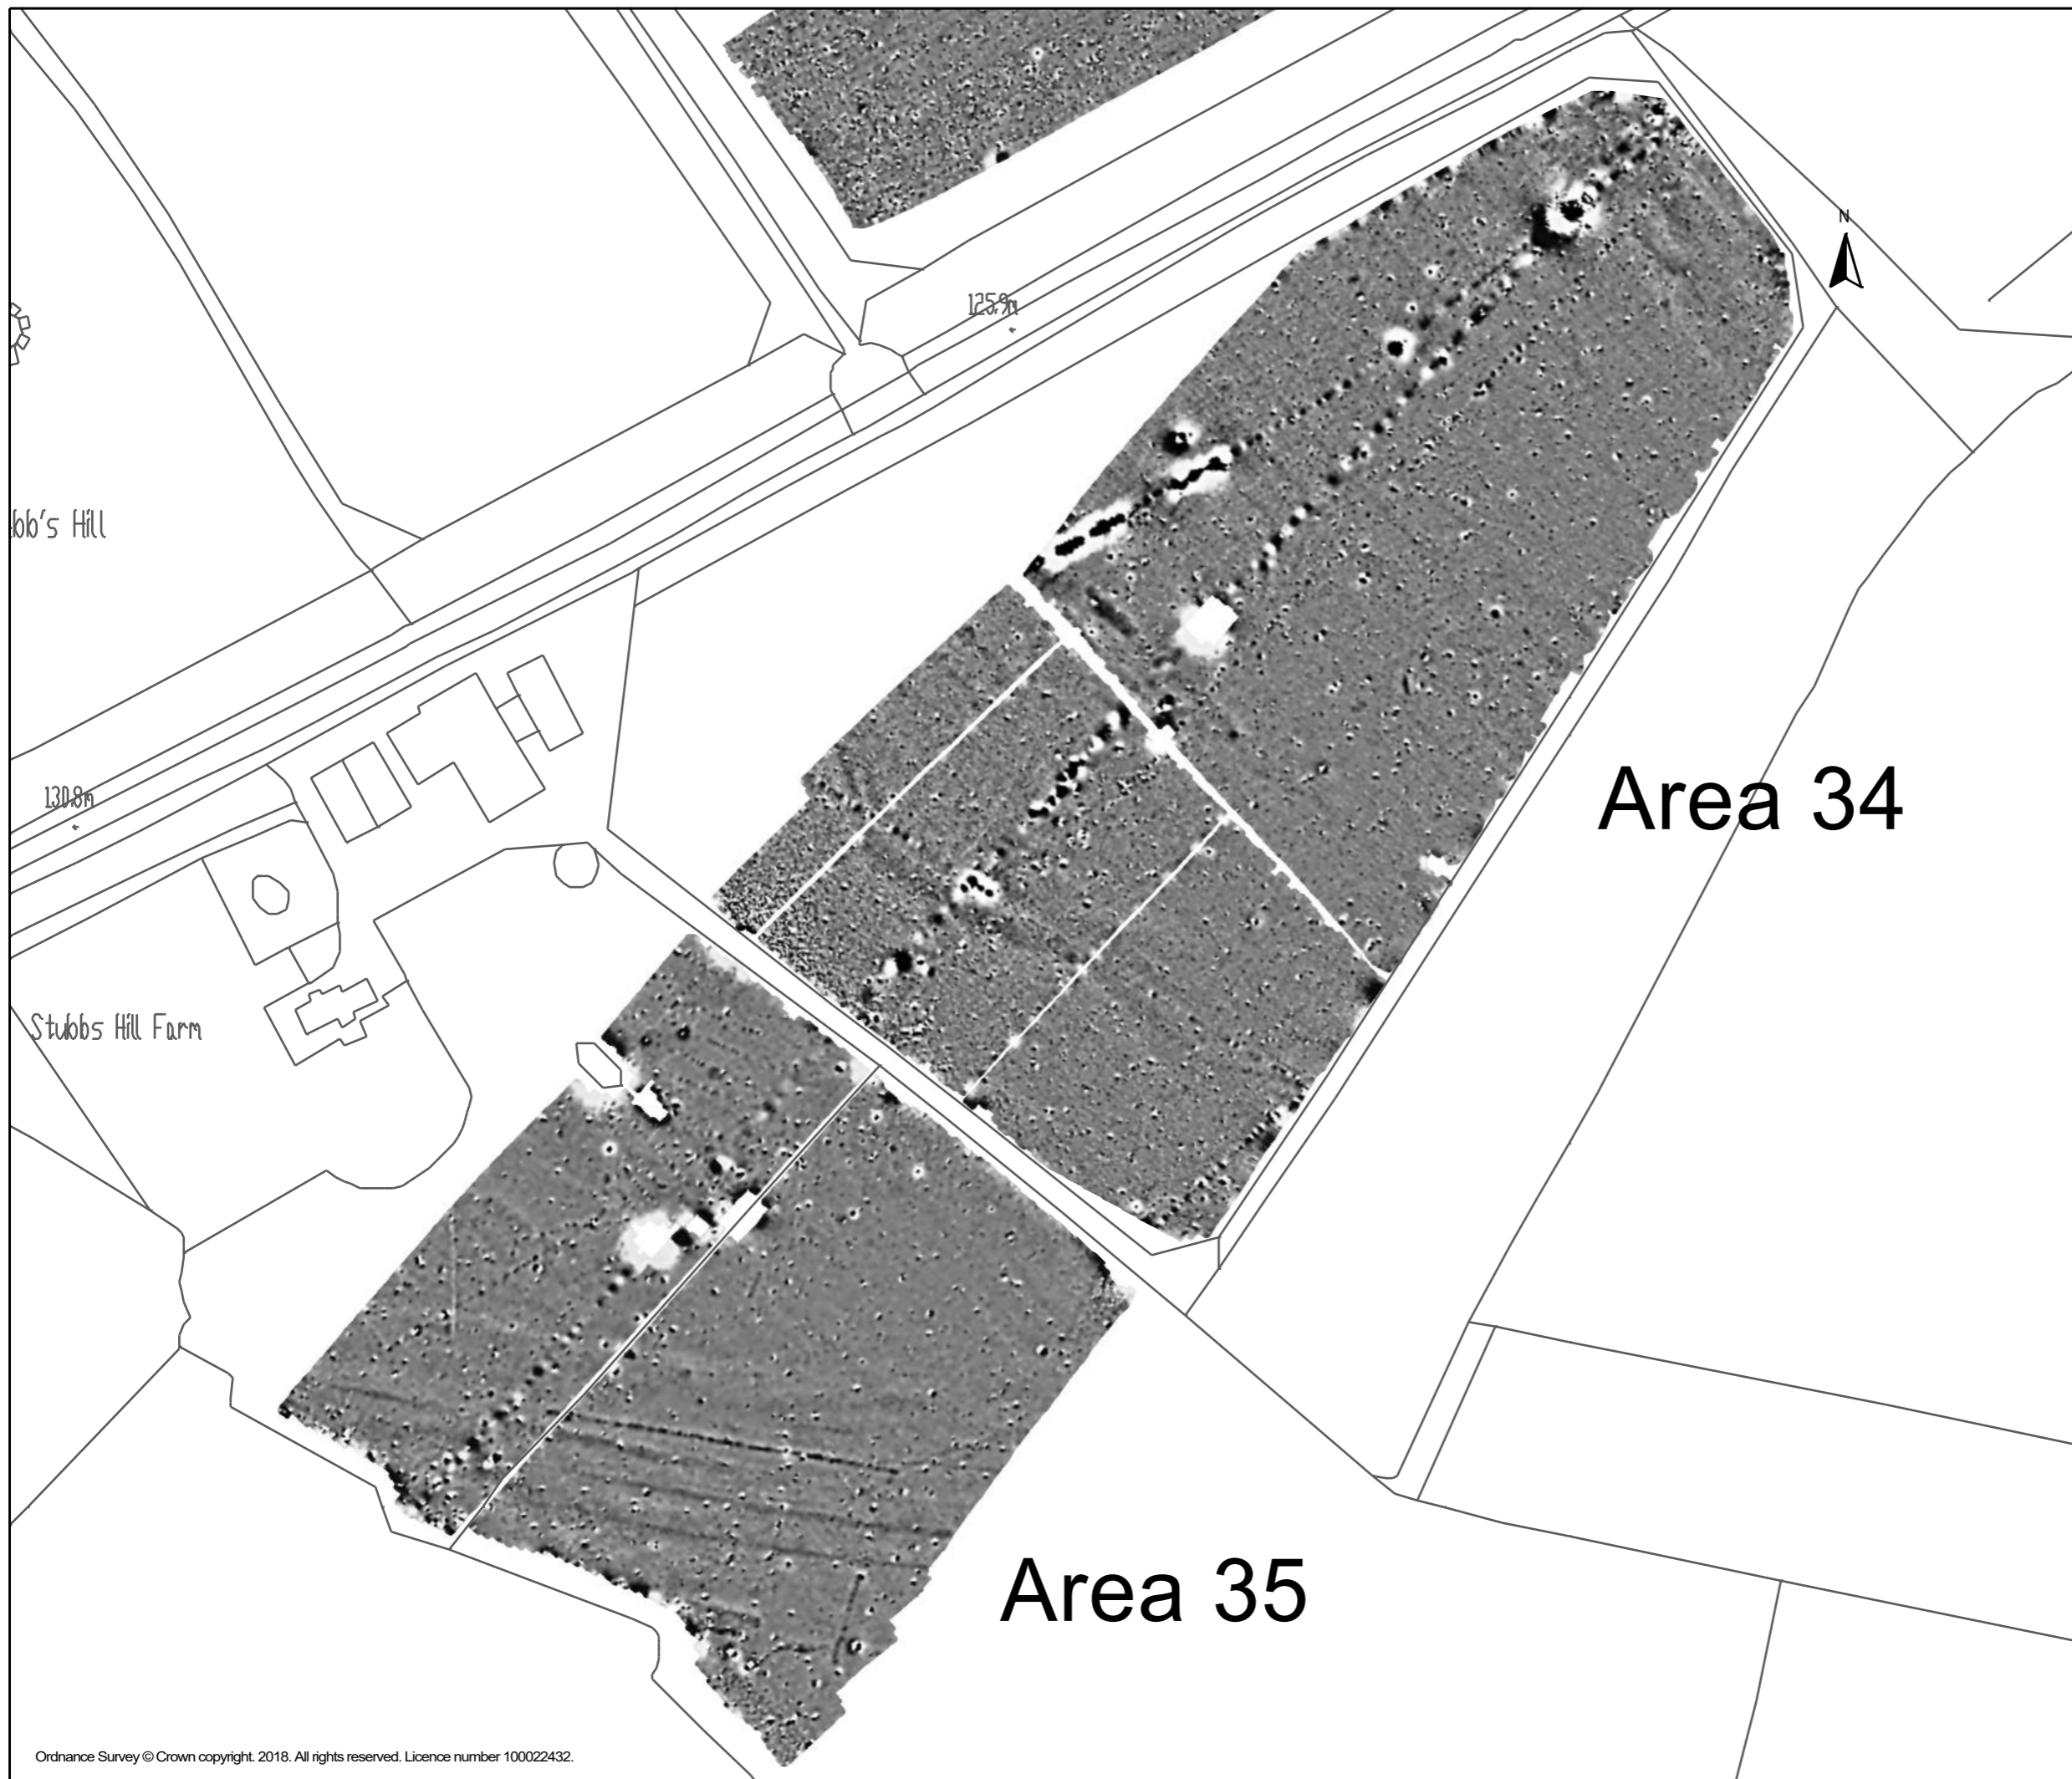 N
125.9m
bb's Hill
Area 34
130.8m
Stubbs Hill Farm
Area 35
Ordnance Survey © Crown copyright. 2018. All rights reserved. Licence number 100022432.